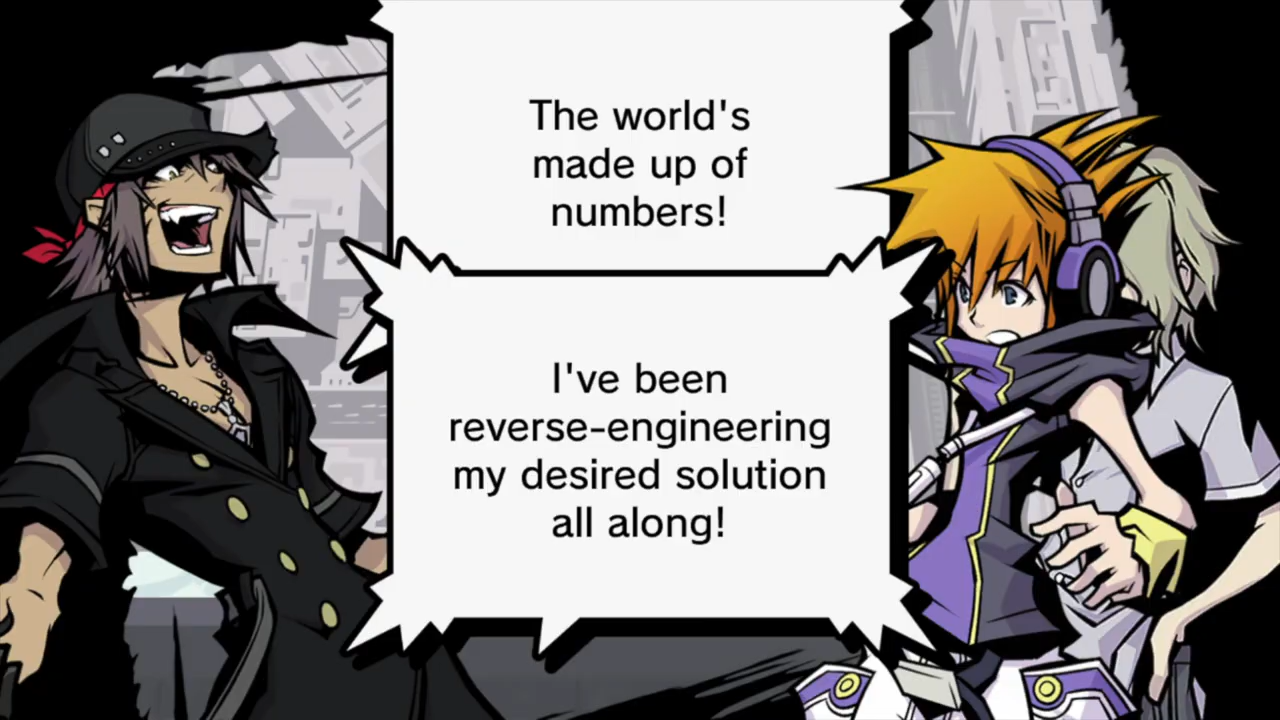 The world's
made up of
numbers!
I've been
reverse-engineering
my desired solution
all along!